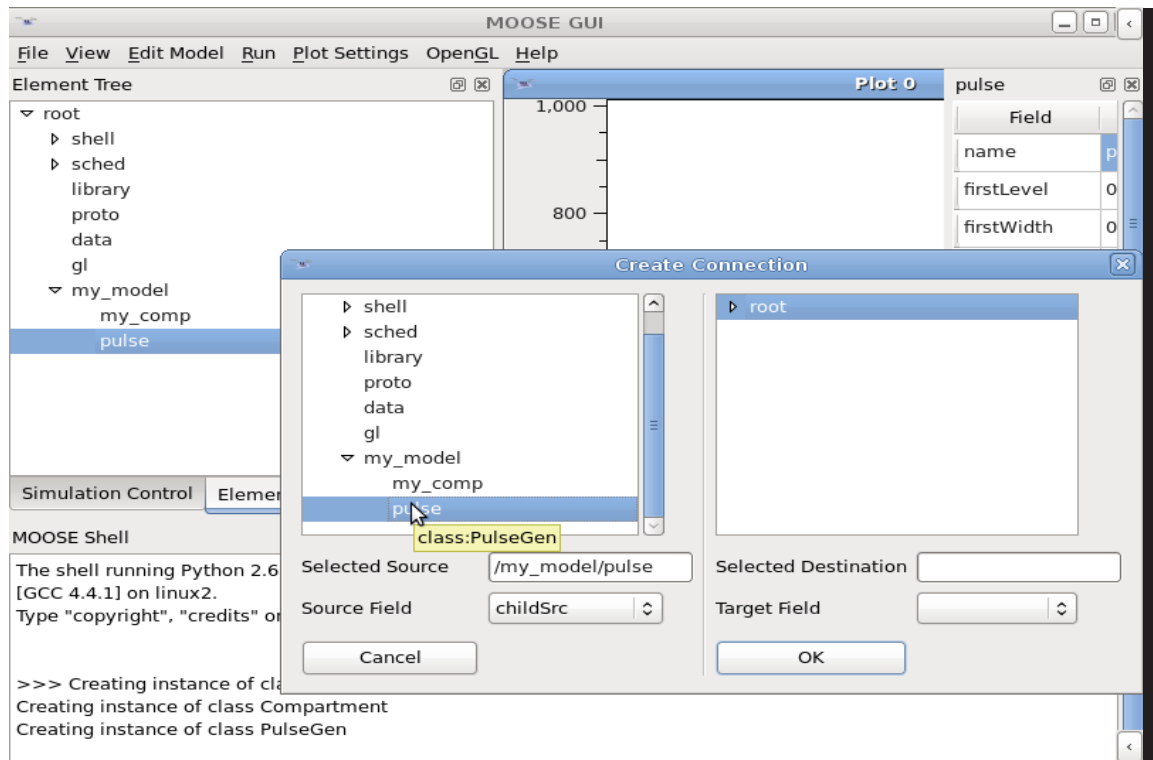 MOOSE GUI
File View Edit Model Run Plot Settings OpenGL Help
Element Tree
root
shell
sched
library
proto
data
gl
my_model
my_comp
pulse
Plot 0
1,000
800
pulse
Field
name p
firstLevel 0
firstWidth 0
Create Connection
shell
sched
library
proto
data
gl
my_model
my_comp
pulse
class:PulseGen
root
Selected Source /my_model/pulse
Source Field childSrc
Selected Destination
Target Field
Cancel
OK
Simulation Control Elemen
MOOSE Shell
The shell running Python 2.6
[GCC 4.4.1] on linux2.
Type "copyright", "credits" or
>>> Creating instance of cla
Creating instance of class Compartment
Creating instance of class PulseGen